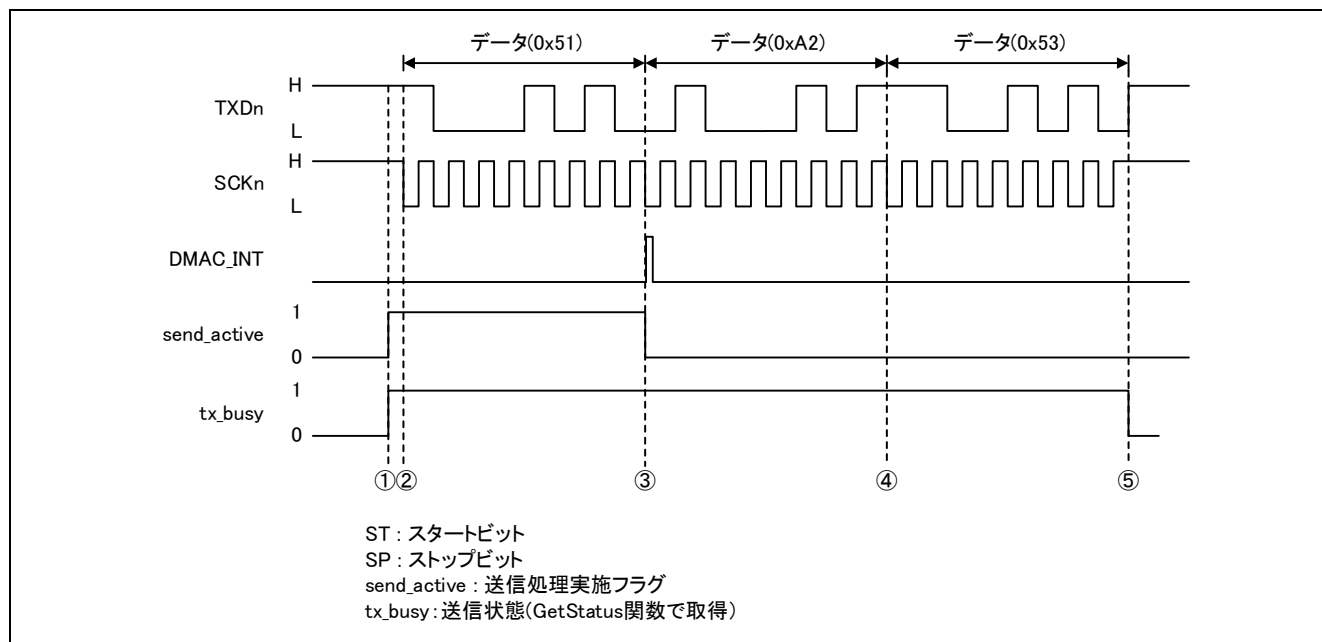 データ(0x51) データ(0xA2) データ(0x53)
H
TXDn
L
H
SCKn
L
DMAC_INT
1
send_active
0
1
tx_busy
0
①② ③ ④ ⑤
ST : スタートビット
SP : ストップビット
send_active : 送信処理実施フラグ
tx_busy : 送信状態(GetStatus関数で取得)